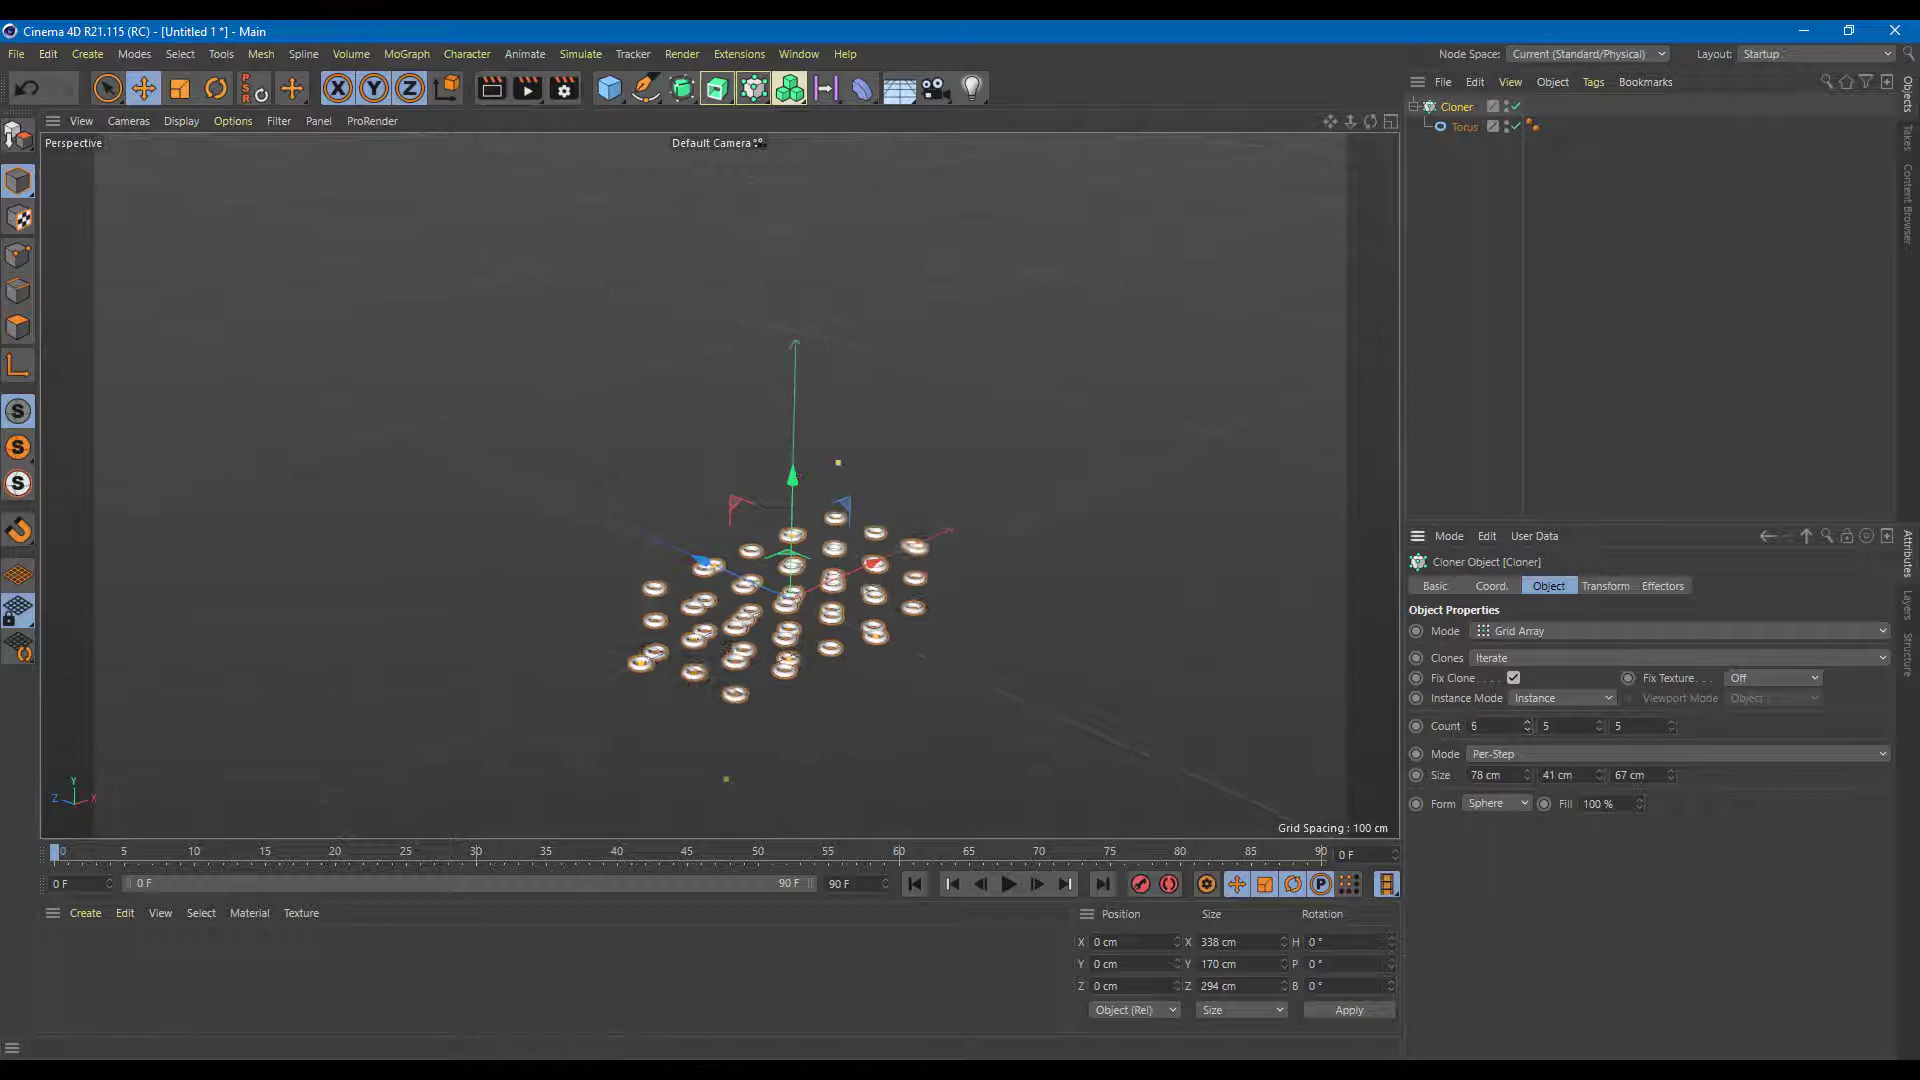 Cinema 4D R21.115 (RC) - [Untitled 1 *] - Main
File Edit Create Modes Select Tools Mesh Spline Volume MoGraph Character Animate Simulate Tracker Render Extensions Window Help
Node Space: Current (Standard/Physical) Layout: Startup
P S R X Y Z
File Edit View Object Tags Bookmarks
View Cameras Display Options Filter Panel ProRender
Perspective
Default Camera
Cloner
Torus
Objects
Takes
Content Browser
S
S
S
Mode Edit User Data
Cloner Object [Cloner]
Basic Coord. Object Transform Effectors
Object Properties
Mode Grid Array
Clones Iterate
Fix Clone . . . . Fix Texture . . . Off
Instance Mode Instance Viewport Mode Object
Count 5 5
Mode Per-Step
Size 78 cm 41 cm 67 cm
Form Sphere Fill 100 %
Attributes
Layers
Structure
Y
Z X
Grid Spacing : 100 cm
0 5 10 15 20 25 30 35 40 45 50 55 60 65 70 75 80 85 90 0 F
0 F 0 F 90 F 90 F P
Create Edit View Select Material Texture
Position Size Rotation
X 0 cm X 338 cm H 0 °
Y 0 cm Y 170 cm P 0 °
Z 0 cm Z 294 cm B 0 °
Object (Rel) Size Apply